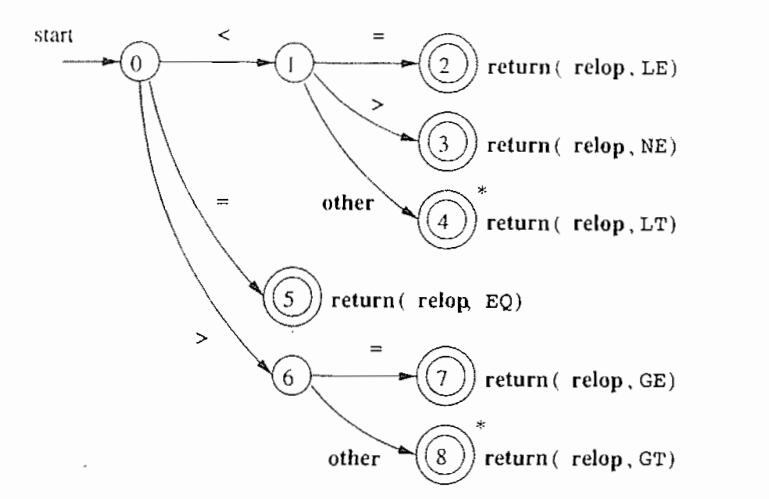 start
< =
0 1 2 return( relop, LE)
>
3 return( relop, NE)
*
= other 4 return( relop, LT)
5 return( relop, EQ)
> =
6 7 return( relop, GE)
*
other 8 return( relop, GT)